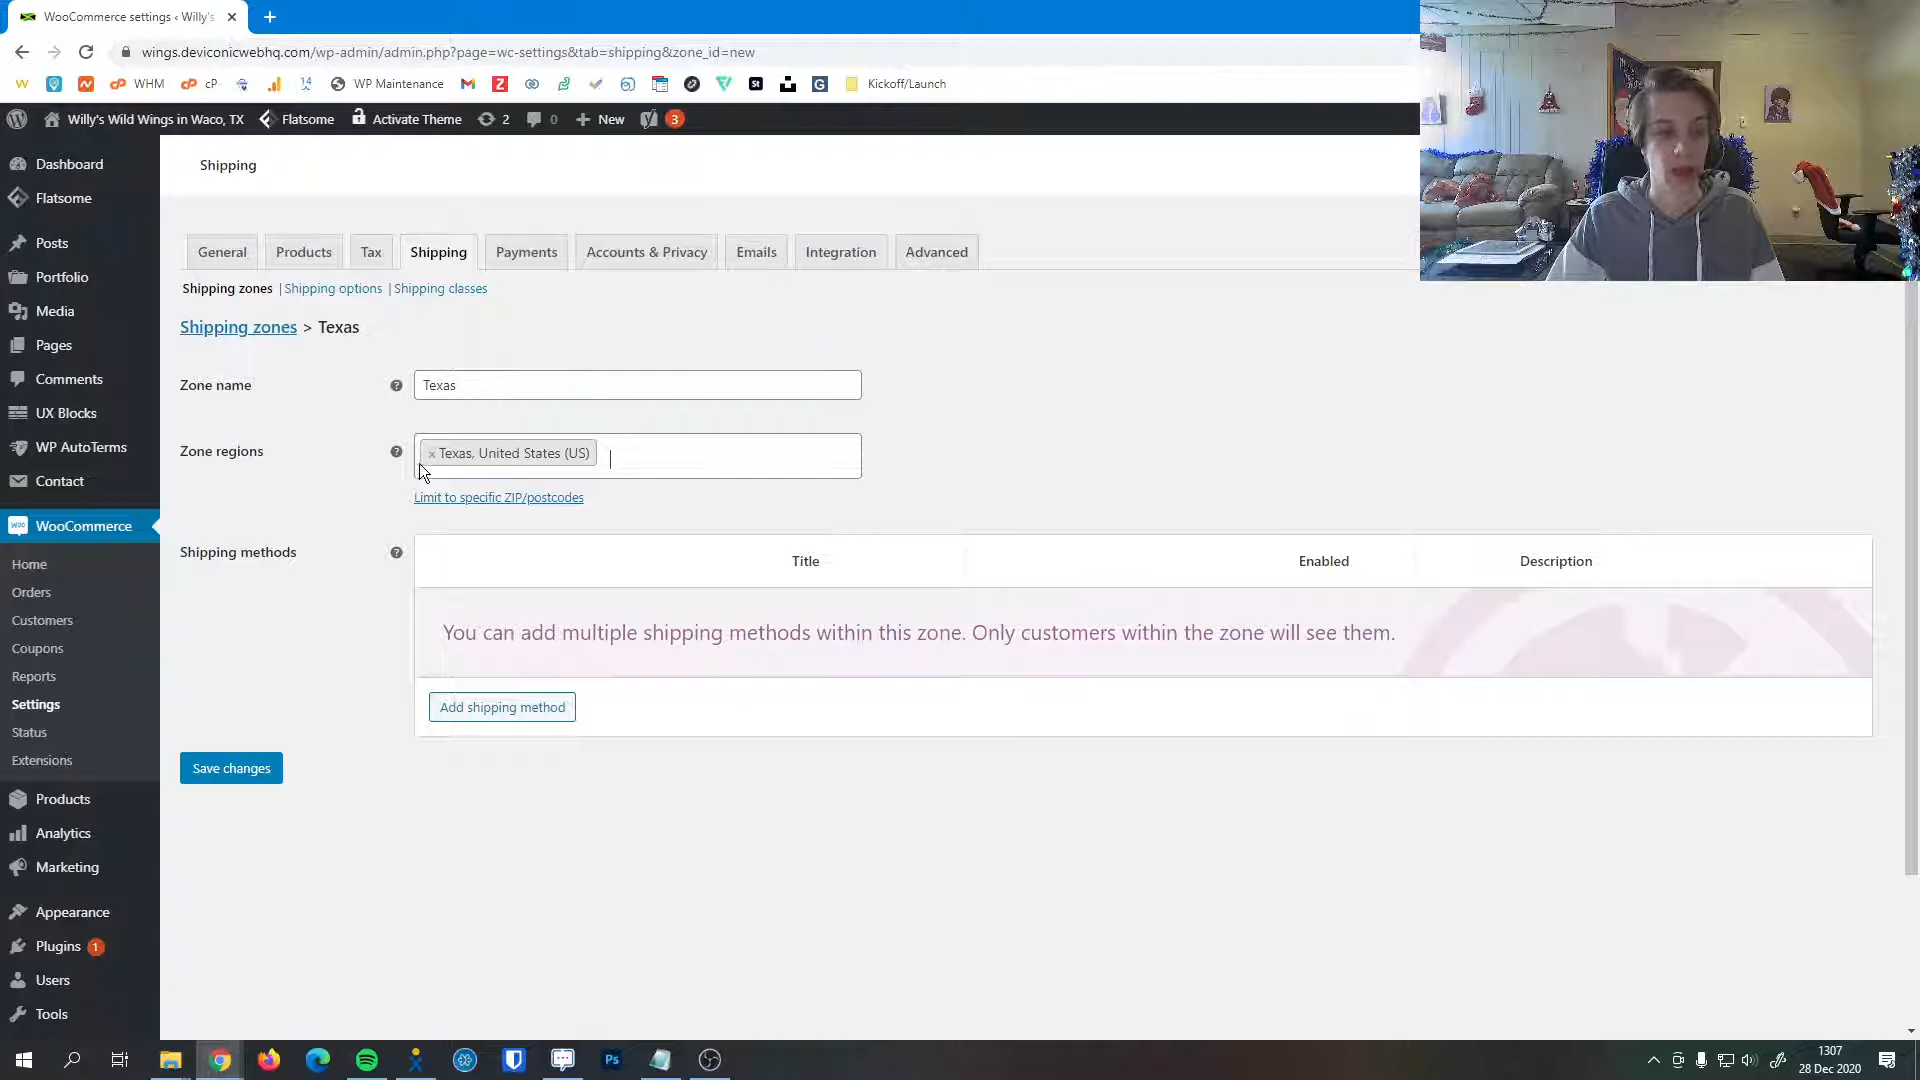 WooCommerce settings ‹ Willy's
wings.deviconicwebhq.com/wp-admin/admin.php?page=wc-settings&tab=shipping&zone_id=new
WHM cP WP Maintenance Kickoff/Launch
Willy's Wild Wings in Waco, TX Flatsome Activate Theme 2 0 New 3
Dashboard
Flatsome
Posts
Portfolio
Media
Pages
Comments
UX Blocks
WP AutoTerms
Contact
WooCommerce
Home
Orders
Customers
Coupons
Reports
Settings
Status
Extensions
Products
Analytics
Marketing
Appearance
Plugins 1
Users
Tools
Shipping
General Products Tax Shipping Payments Accounts & Privacy Emails Integration Advanced
Shipping zones | Shipping options | Shipping classes
Shipping zones > Texas
Zone name Texas
Zone regions × Texas, United States (US)
Limit to specific ZIP/postcodes
Shipping methods Title Enabled Description
You can add multiple shipping methods within this zone. Only customers within the zone will see them.
Add shipping method
Save changes
1307
28 Dec 2020